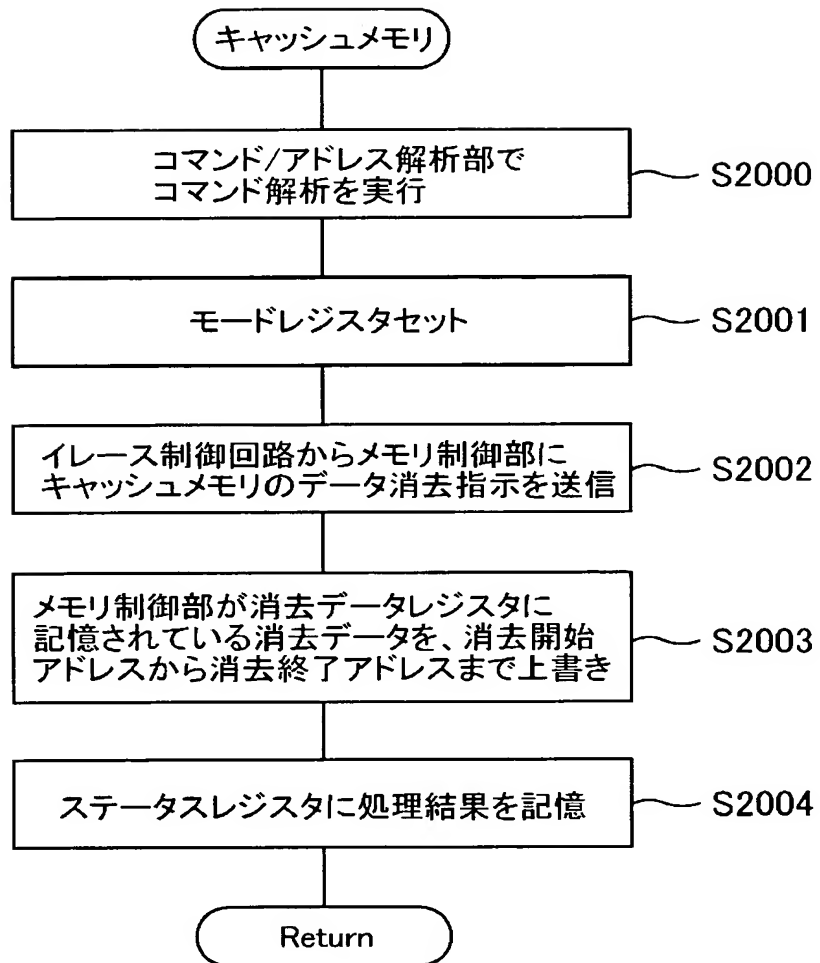 キャッシュメモリ
コマンド/アドレス解析部で
コマンド解析を実行
S2000
モードレジスタセット
S2001
イレース制御回路からメモリ制御部に
キャッシュメモリのデータ消去指示を送信
S2002
メモリ制御部が消去データレジスタに
記憶されている消去データを、消去開始
アドレスから消去終了アドレスまで上書き
S2003
ステータスレジスタに処理結果を記憶
S2004
Return